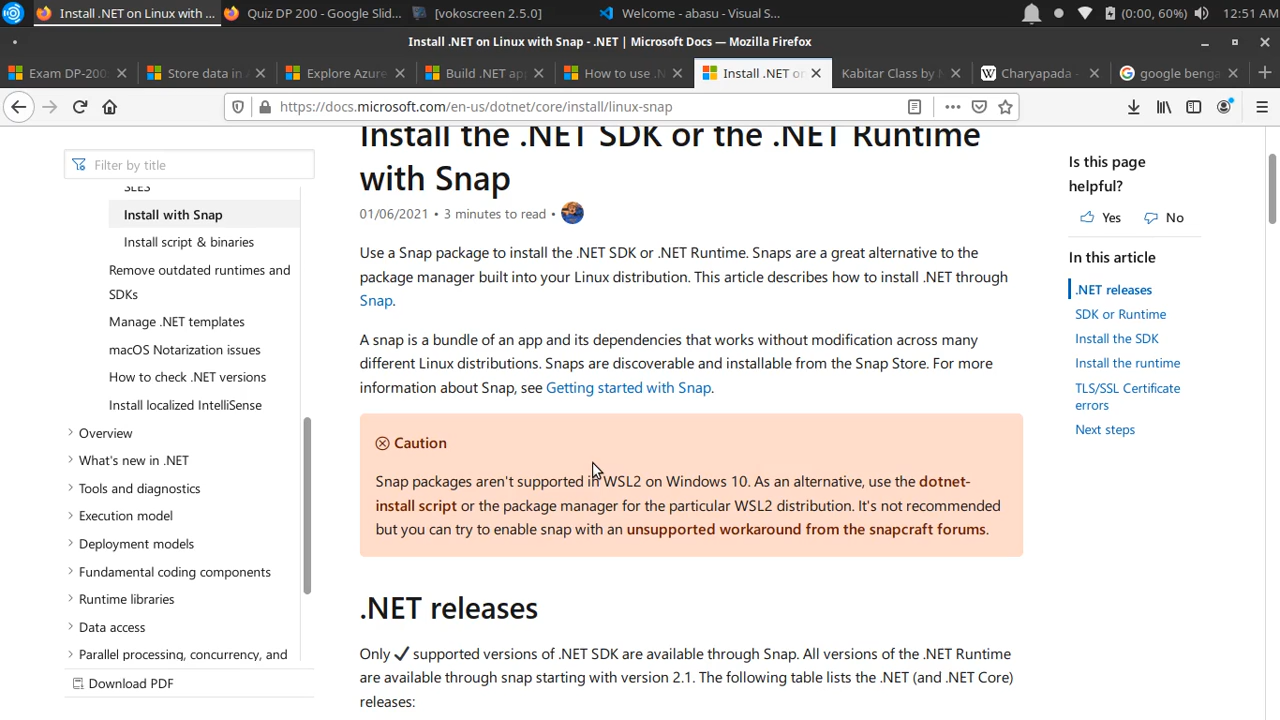 Install .NET on Linux with ...
Quiz DP 200 - Google Slid...
[vokoscreen 2.5.0]
Welcome - abasu - Visual S...
(0:00, 60%)
12:51 AM
Install .NET on Linux with Snap - .NET | Microsoft Docs — Mozilla Firefox
Exam DP-200
Store data in A
Explore Azure
Build .NET app
How to use .N
Install .NET on
Kabitar Class by N
W Charyapada -
google benga
https://docs.microsoft.com/en-us/dotnet/core/install/linux-snap
Filter by title
SLES
Install with Snap
Install script & binaries
Remove outdated runtimes and
SDKs
Manage .NET templates
macOS Notarization issues
How to check .NET versions
Install localized IntelliSense
Overview
What's new in .NET
Tools and diagnostics
Execution model
Deployment models
Fundamental coding components
Runtime libraries
Data access
Parallel processing, concurrency, and
Download PDF
Install the .NET SDK or the .NET Runtime
with Snap
01/06/2021 • 3 minutes to read •
Use a Snap package to install the .NET SDK or .NET Runtime. Snaps are a great alternative to the
package manager built into your Linux distribution. This article describes how to install .NET through
Snap.
A snap is a bundle of an app and its dependencies that works without modification across many
different Linux distributions. Snaps are discoverable and installable from the Snap Store. For more
information about Snap, see Getting started with Snap.
Caution
Snap packages aren't supported in WSL2 on Windows 10. As an alternative, use the dotnet-
install script or the package manager for the particular WSL2 distribution. It's not recommended
but you can try to enable snap with an unsupported workaround from the snapcraft forums.
.NET releases
Only ✔ supported versions of .NET SDK are available through Snap. All versions of the .NET Runtime
are available through snap starting with version 2.1. The following table lists the .NET (and .NET Core)
releases:
Is this page
helpful?
Yes
No
In this article
.NET releases
SDK or Runtime
Install the SDK
Install the runtime
TLS/SSL Certificate
errors
Next steps